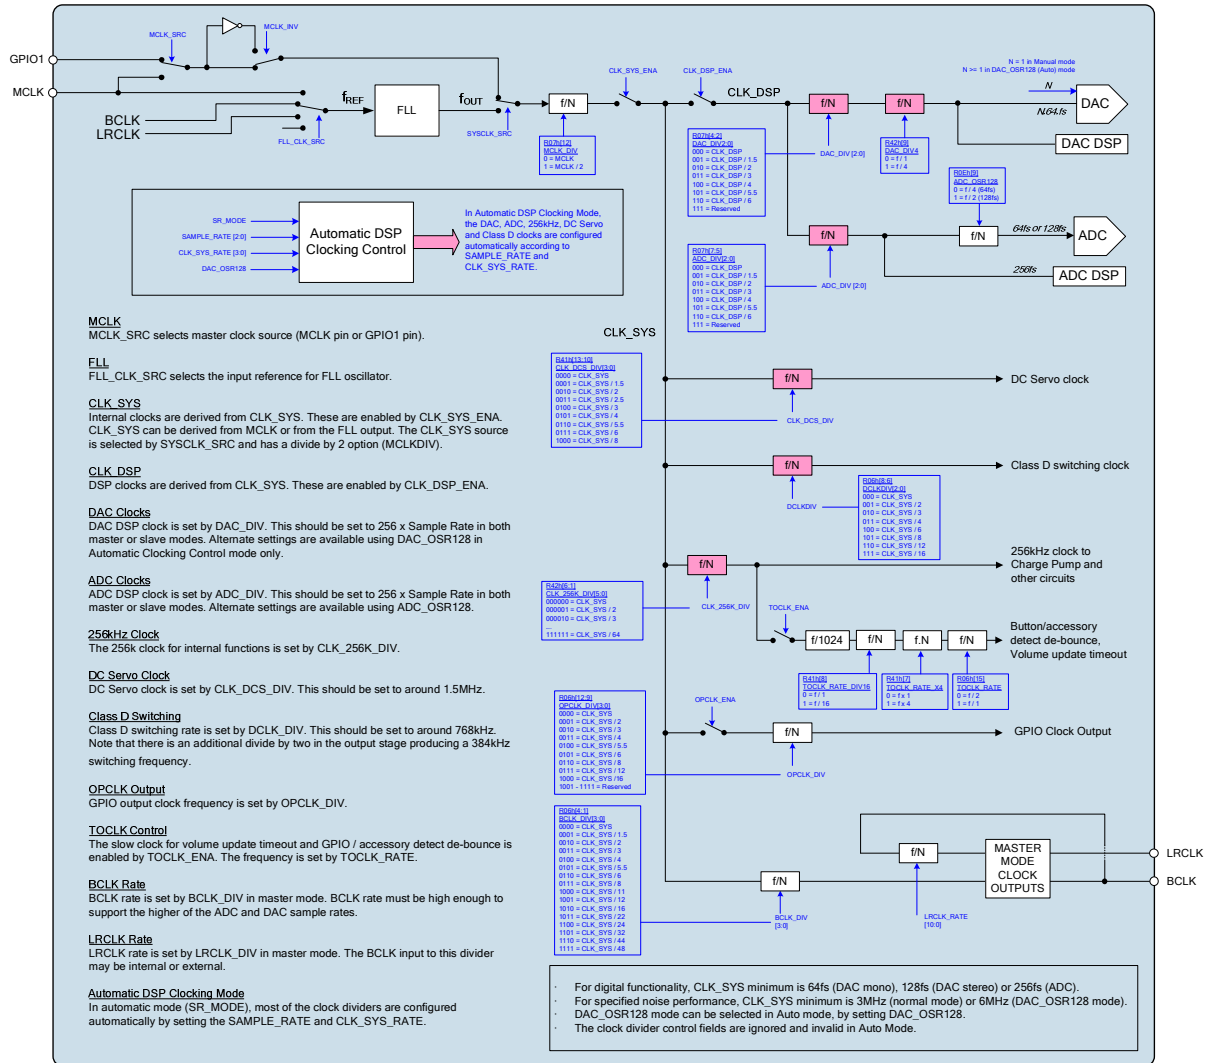 MCLK_SRC
MCLK_INV
GPIO1
MCLK
BCLK
LRCLK
FLL_CLK_SRC
fREF
FLL
fOUT
SYSCLK_SRC
f/N
R07h[12]
MCLK_DIV
0 = MCLK
1 = MCLK / 2
CLK_SYS_ENA
CLK_DSP_ENA
CLK_DSP
N = 1 in Manual mode
N >= 1 in DAC_OSR128 (Auto) mode
f/N
f/N
N
N.64.fs
DAC
DAC DSP
R07h[4:2]
DAC_DIV[2:0]
000 = CLK_DSP
001 = CLK_DSP / 1.5
010 = CLK_DSP / 2
011 = CLK_DSP / 3
100 = CLK_DSP / 4
101 = CLK_DSP / 5.5
110 = CLK_DSP / 6
111 = Reserved
DAC_DIV [2:0]
R42h[9]
DAC_DIV4
0 = f / 1
1 = f / 4
R0Eh[9]
ADC_OSR128
0 = f / 4 (64fs)
1 = f / 2 (128fs)
f/N
f/N
64fs or 128fs
ADC
256fs
ADC DSP
R07h[7:5]
ADC_DIV[2:0]
000 = CLK_DSP
001 = CLK_DSP / 1.5
010 = CLK_DSP / 2
011 = CLK_DSP / 3
100 = CLK_DSP / 4
101 = CLK_DSP / 5.5
110 = CLK_DSP / 6
111 = Reserved
ADC_DIV [2:0]
SR_MODE
SAMPLE_RATE [2:0]
CLK_SYS_RATE [3:0]
DAC_OSR128
Automatic DSP
Clocking Control
In Automatic DSP Clocking Mode,
the DAC, ADC, 256kHz, DC Servo
and Class D clocks are configured
automatically according to
SAMPLE_RATE and
CLK_SYS_RATE.
MCLK
MCLK_SRC selects master clock source (MCLK pin or GPIO1 pin).
FLL
FLL_CLK_SRC selects the input reference for FLL oscillator.
CLK_SYS
Internal clocks are derived from CLK_SYS. These are enabled by CLK_SYS_ENA.
CLK_SYS can be derived from MCLK or from the FLL output. The CLK_SYS source
is selected by SYSCLK_SRC and has a divide by 2 option (MCLKDIV).
CLK_DSP
DSP clocks are derived from CLK_SYS. These are enabled by CLK_DSP_ENA.
DAC Clocks
DAC DSP clock is set by DAC_DIV. This should be set to 256 x Sample Rate in both
master or slave modes. Alternate settings are available using DAC_OSR128 in
Automatic Clocking Control mode only.
ADC Clocks
ADC DSP clock is set by ADC_DIV. This should be set to 256 x Sample Rate in both
master or slave modes. Alternate settings are available using ADC_OSR128.
256kHz Clock
The 256k clock for internal functions is set by CLK_256K_DIV.
DC Servo Clock
DC Servo clock is set by CLK_DCS_DIV. This should be set to around 1.5MHz.
Class D Switching
Class D switching rate is set by DCLK_DIV. This should be set to around 768kHz.
Note that there is an additional divide by two in the output stage producing a 384kHz
switching frequency.
OPCLK Output
GPIO output clock frequency is set by OPCLK_DIV.
TOCLK Control
The slow clock for volume update timeout and GPIO / accessory detect de-bounce is
enabled by TOCLK_ENA. The frequency is set by TOCLK_RATE.
BCLK Rate
BCLK rate is set by BCLK_DIV in master mode. BCLK rate must be high enough to
support the higher of the ADC and DAC sample rates.
LRCLK Rate
LRCLK rate is set by LRCLK_DIV in master mode. The BCLK input to this divider
may be internal or external.
Automatic DSP Clocking Mode
In automatic mode (SR_MODE), most of the clock dividers are configured
automatically by setting the SAMPLE_RATE and CLK_SYS_RATE.
CLK_SYS
R41h[13:10]
CLK_DCS_DIV[3:0]
0000 = CLK_SYS
0001 = CLK_SYS / 1.5
0010 = CLK_SYS / 2
0011 = CLK_SYS / 2.5
0100 = CLK_SYS / 3
0101 = CLK_SYS / 4
0110 = CLK_SYS / 5.5
0111 = CLK_SYS / 6
1000 = CLK_SYS / 8
f/N
CLK_DCS_DIV
DC Servo clock
f/N
DCLKDIV
Class D switching clock
R06h[8:6]
DCLKDIV[2:0]
000 = CLK_SYS
001 = CLK_SYS / 2
010 = CLK_SYS / 3
011 = CLK_SYS / 4
100 = CLK_SYS / 6
101 = CLK_SYS / 8
110 = CLK_SYS / 12
111 = CLK_SYS / 16
f/N
CLK_256K_DIV
256kHz clock to
Charge Pump and
other circuits
R42h[6:1]
CLK_256K_DIV[5:0]
000000 = CLK_SYS
000001 = CLK_SYS / 2
000010 = CLK_SYS / 3
...
111111 = CLK_SYS / 64
TOCLK_ENA
f/1024
f/N
f.N
f/N
Button/accessory
detect de-bounce,
Volume update timeout
R41h[8]
TOCLK_RATE_DIV16
0 = f / 1
1 = f / 16
R41h[7]
TOCLK_RATE_X4
0 = f x 1
1 = f x 4
R06h[15]
TOCLK_RATE
0 = f / 2
1 = f / 1
R06h[12:9]
OPCLK_DIV[3:0]
0000 = CLK_SYS
0001 = CLK_SYS / 2
0010 = CLK_SYS / 3
0011 = CLK_SYS / 4
0100 = CLK_SYS / 5.5
0101 = CLK_SYS / 6
0110 = CLK_SYS / 8
0111 = CLK_SYS / 12
1000 = CLK_SYS /16
1001 - 1111 = Reserved
OPCLK_ENA
f/N
OPCLK_DIV
GPIO Clock Output
R06h[4:1]
BCLK_DIV[3:0]
0000 = CLK_SYS
0001 = CLK_SYS / 1.5
0010 = CLK_SYS / 2
0011 = CLK_SYS / 3
0100 = CLK_SYS / 4
0101 = CLK_SYS / 5.5
0110 = CLK_SYS / 6
0111 = CLK_SYS / 8
1000 = CLK_SYS / 11
1001 = CLK_SYS / 12
1010 = CLK_SYS / 16
1011 = CLK_SYS / 22
1100 = CLK_SYS / 24
1101 = CLK_SYS / 32
1110 = CLK_SYS / 44
1111 = CLK_SYS / 48
f/N
BCLK_DIV
[3:0]
f/N
LRCLK_RATE
[10:0]
MASTER
MODE
CLOCK
OUTPUTS
LRCLK
BCLK
· For digital functionality, CLK_SYS minimum is 64fs (DAC mono), 128fs (DAC stereo) or 256fs (ADC).
· For specified noise performance, CLK_SYS minimum is 3MHz (normal mode) or 6MHz (DAC_OSR128 mode).
· DAC_OSR128 mode can be selected in Auto mode, by setting DAC_OSR128.
· The clock divider control fields are ignored and invalid in Auto Mode.